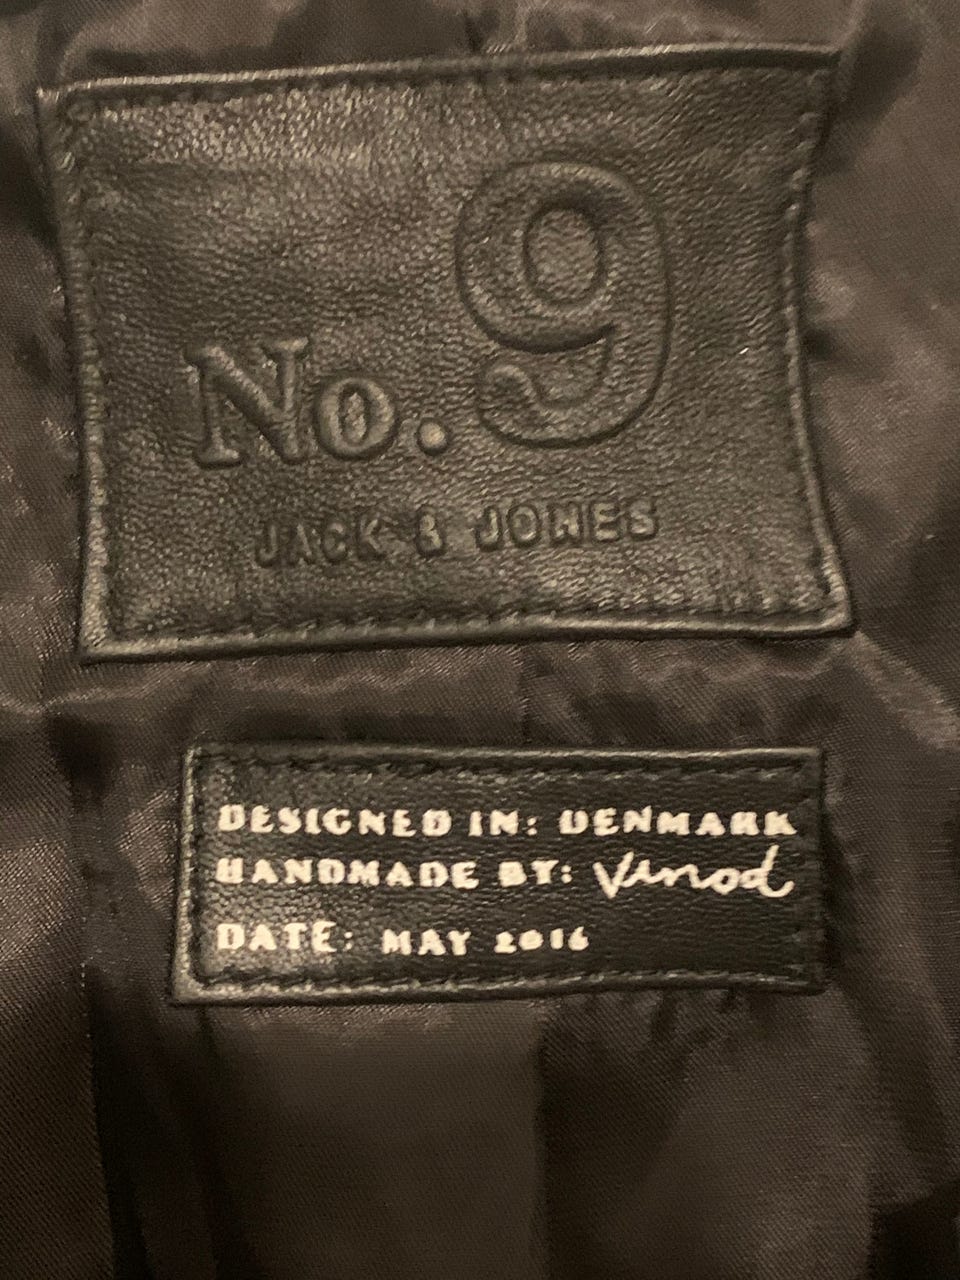 No. 9
JACK & JONES
DESIGNED IN: DENMARK
HANDMADE BY: Vinod
DATE: MAY 2016